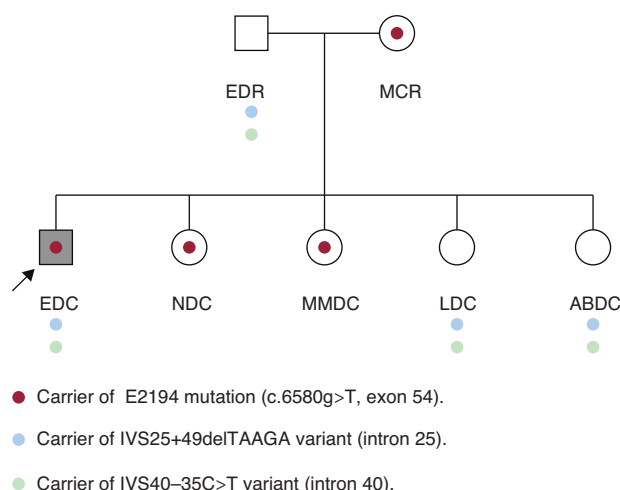 EDR MCR
EDC NDC MMDC LDC ABDC
Carrier of E2194 mutation (c.6580g>T, exon 54).
Carrier of IVS25+49delTAAGA variant (intron 25).
Carrier of IVS40–35C>T variant (intron 40).